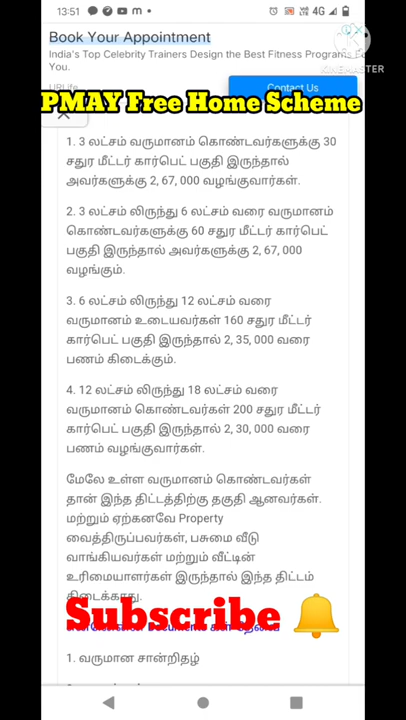 13:51
4G
Book Your Appointment
India's Top Celebrity Trainers Design the Best Fitness Programs
You.
Contact Us
KINEMASTER
PMAY Free Home Scheme
1. 3 லட்சம் வருமானம் கொண்டவர்களுக்கு 30
சதுர மீட்டர் கார்பெட் பகுதி இருந்தால்
அவர்களுக்கு 2, 67, 000 வழங்குவார்கள்.
2. 3 லட்சம் லிருந்து 6 லட்சம் வரை வருமானம்
கொண்டவர்களுக்கு 60 சதுர மீட்டர் கார்பெட்
பகுதி இருந்தால் அவர்களுக்கு 2, 67, 000
வழங்கும்.
3. 6 லட்சம் லிருந்து 12 லட்சம் வரை
வருமானம் உடையவர்கள் 160 சதுர மீட்டர்
கார்பெட் பகுதி இருந்தால் 2, 35, 000 வரை
பணம் கிடைக்கும்.
4. 12 லட்சம் லிருந்து 18 லட்சம் வரை
வருமானம் கொண்டவர்கள் 200 சதுர மீட்டர்
கார்பெட் பகுதி இருந்தால் 2, 30, 000 வரை
பணம் வழங்குவார்கள்.
மேலே உள்ள வருமானம் கொண்டவர்கள்
தான் இந்த திட்டத்திற்கு தகுதி ஆனவர்கள்.
மற்றும் ஏற்கனவே Property
வைத்திருப்பவர்கள், பசுமை வீடு
வாங்கியவர்கள் மற்றும் வீட்டின்
உரிமையாளர்கள் இருந்தால் இந்த திட்டம்
கிடைக்காது.
Subscribe
1. வருமான சான்றிதழ்